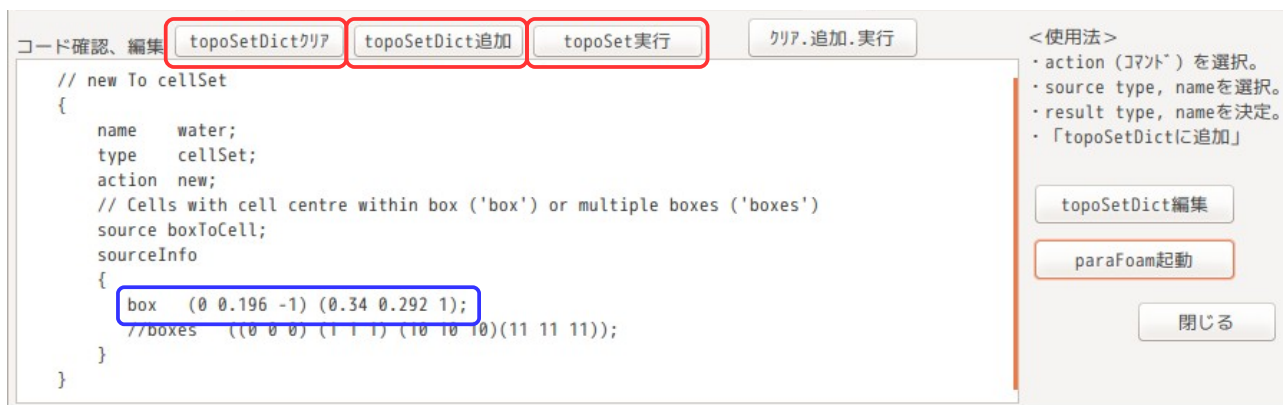 コード確認、編集 topoSetDictｸﾘｱ topoSetDict追加 topoSet実行 ｸﾘｱ.追加.実行
// new To cellSet
{
name water;
type cellSet;
action new;
// Cells with cell centre within box ('box') or multiple boxes ('boxes')
source boxToCell;
sourceInfo
{
box (0 0.196 -1) (0.34 0.292 1);
//boxes ((0 0 0) (1 1 1) (10 10 10)(11 11 11));
}
}
＜使用法＞
・action (ｺﾏﾝﾄﾞ) を選択。
・source type, nameを選択。
・result type, nameを決定。
・「topoSetDictに追加」
topoSetDict編集
paraFoam起動
閉じる